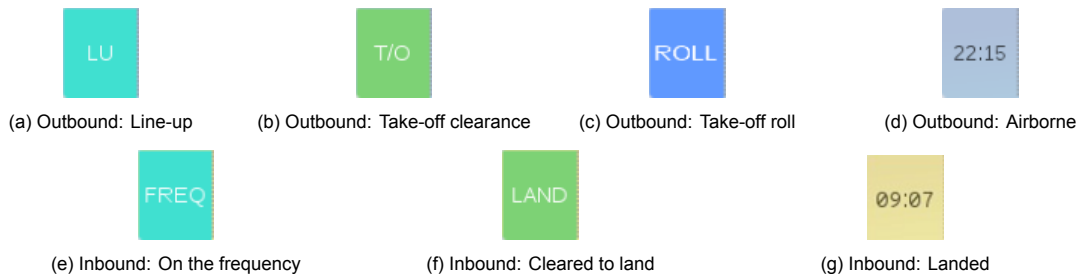 LU
T/O
ROLL
22:15
(a) Outbound: Line-up
(b) Outbound: Take-off clearance
(c) Outbound: Take-off roll
(d) Outbound: Airborne
FREQ
LAND
09:07
(e) Inbound: On the frequency
(f) Inbound: Cleared to land
(g) Inbound: Landed